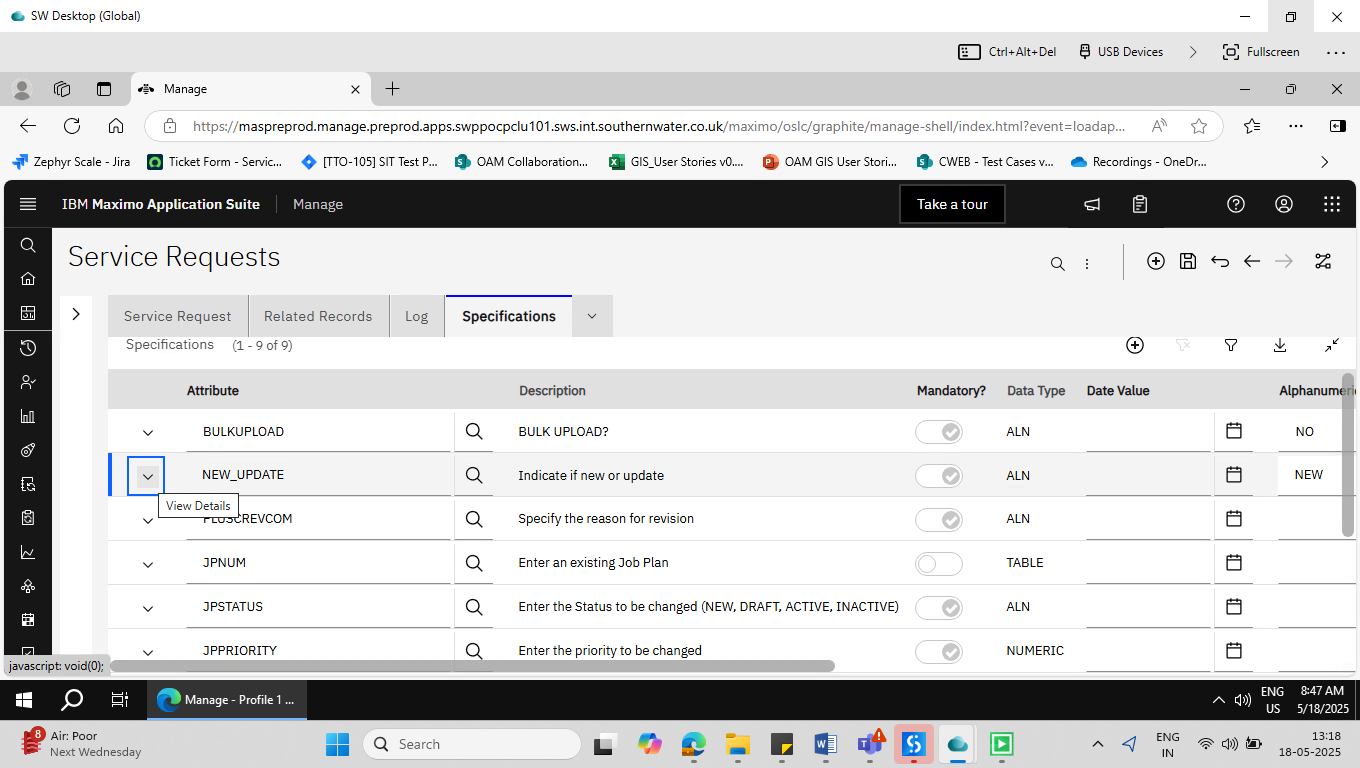 SW Desktop (Global)
Ctrl+Alt+Del
USB Devices
Fullscreen
Manage
https://maspreprod.manage.preprod.apps.swppocpclu101.sws.int.southernwater.co.uk/maximo/oslc/graphite/manage-shell/index.html?event=loadap...
Zephyr Scale - Jira
Ticket Form - Servic...
[TTO-105] SIT Test P...
OAM Collaboration...
GIS_User Stories v0....
OAM GIS User Stori...
CWEB - Test Cases v...
Recordings - OneDr...
IBM Maximo Application Suite
Manage
Take a tour
Service Requests
Service Request
Related Records
Log
Specifications
Specifications (1 - 9 of 9)
Attribute Description Mandatory? Data Type Date Value Alphanumeri
BULKUPLOAD BULK UPLOAD? ALN NO
NEW_UPDATE Indicate if new or update ALN NEW
View Details
PLUSCREVCOM Specify the reason for revision ALN
JPNUM Enter an existing Job Plan TABLE
JPSTATUS Enter the Status to be changed (NEW, DRAFT, ACTIVE, INACTIVE) ALN
JPPRIORITY Enter the priority to be changed NUMERIC
javascript: void(0);
Manage - Profile 1 ...
ENG
US
8:47 AM
5/18/2025
8
Air: Poor
Next Wednesday
Search
ENG
IN
13:18
18-05-2025